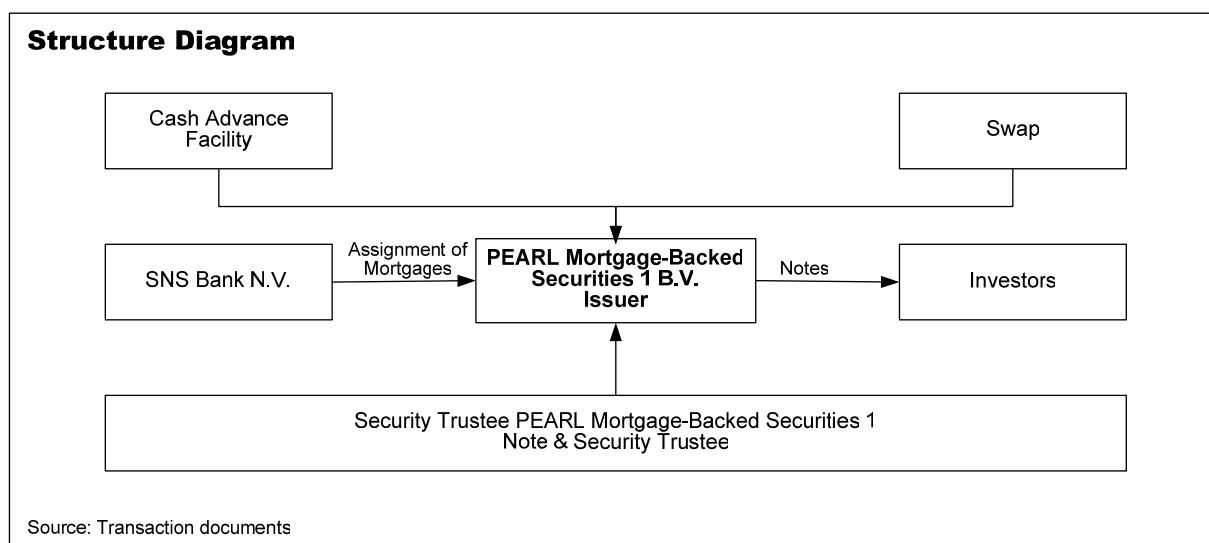 Structure Diagram
Cash Advance
Facility
Swap
SNS Bank N.V.
Assignment of
Mortgages
PEARL Mortgage-Backed
Securities 1 B.V.
Issuer
Notes
Investors
Security Trustee PEARL Mortgage-Backed Securities 1
Note & Security Trustee
Source: Transaction documents